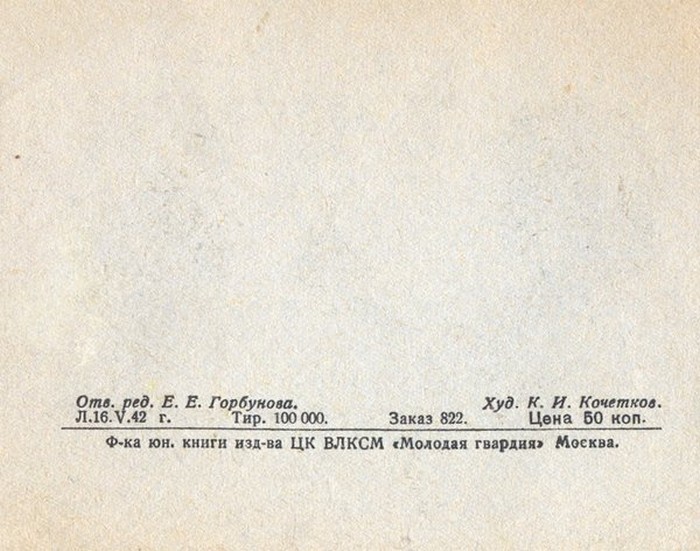 Отв. ред. Е. Е. Горбунова. Худ. К. И. Кочетков.
Л.16.V.42 г. Тир. 100 000. Заказ 822. Цена 50 коп.
Ф-ка юн. книги изд-ва ЦК ВЛКСМ «Молодая гвардия» Москва.